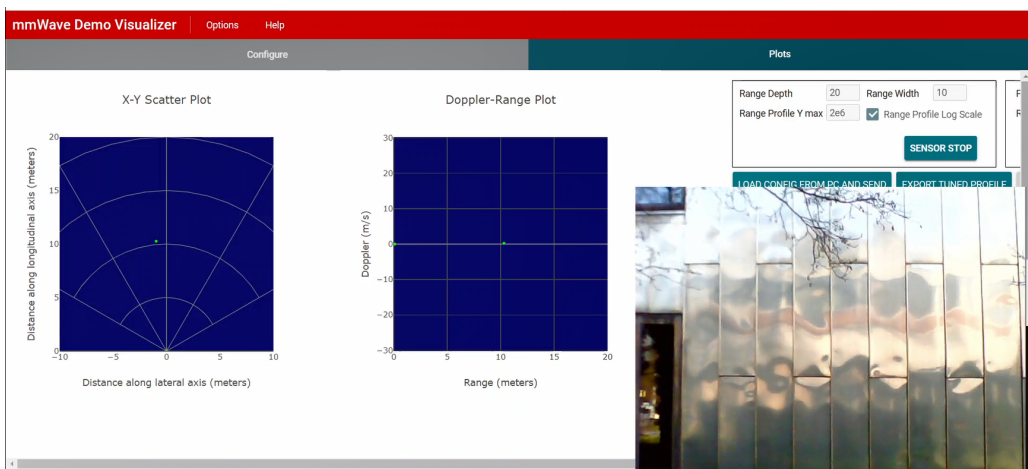 mmWave Demo Visualizer Options Help
Configure Plots
X-Y Scatter Plot
20
15
10
5
0
−10 −5 0 5 10
Distance along longitudinal axis (meters)
Distance along lateral axis (meters)
Doppler-Range Plot
30
20
10
0
−10
−20
−30
0 5 10 15 20
Doppler (m/s)
Range (meters)
Range Depth 20 Range Width 10
Range Profile Y max 2e6 Range Profile Log Scale
SENSOR STOP
LOAD CONFIG FROM PC AND SEND EXPORT TUNED PROFILE